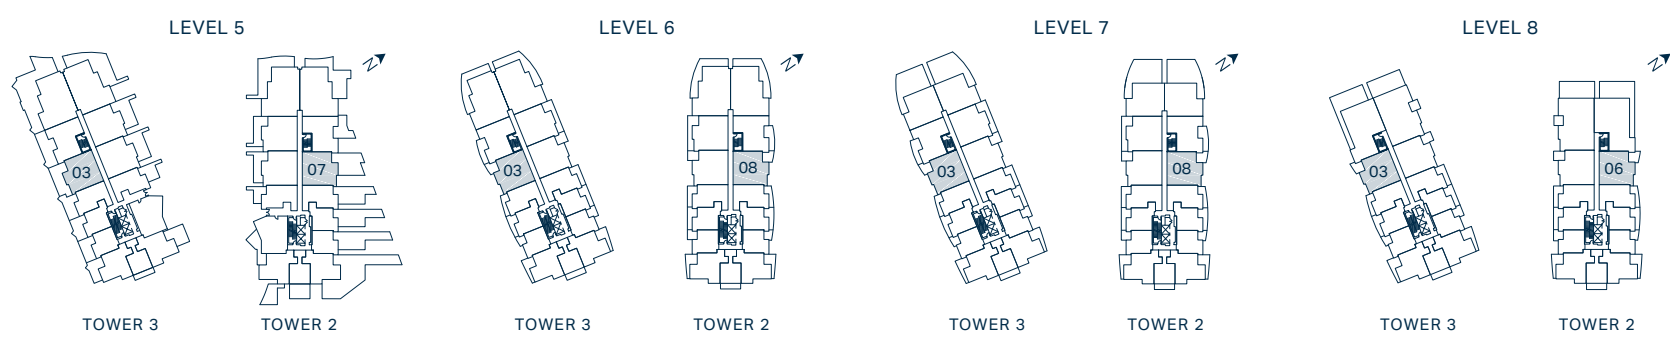 LEVEL 5
LEVEL 6
LEVEL 7
LEVEL 8
N
N
N
N
03
07
03
08
03
08
03
06
TOWER 3
TOWER 2
TOWER 3
TOWER 2
TOWER 3
TOWER 2
TOWER 3
TOWER 2